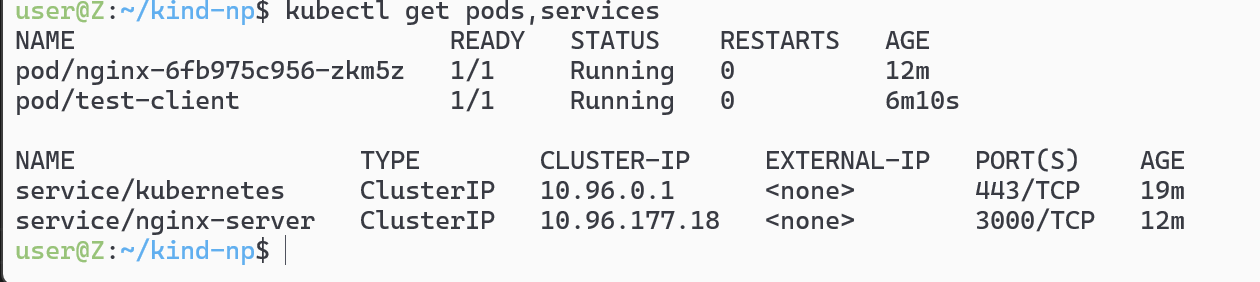 user@Z:~/kind-np$ kubectl get pods,services
NAME                         READY   STATUS    RESTARTS   AGE
pod/nginx-6fb975c956-zkm5z   1/1     Running   0          12m
pod/test-client              1/1     Running   0          6m10s

NAME                   TYPE        CLUSTER-IP     EXTERNAL-IP   PORT(S)    AGE
service/kubernetes     ClusterIP   10.96.0.1      <none>        443/TCP    19m
service/nginx-server   ClusterIP   10.96.177.18   <none>        3000/TCP   12m
user@Z:~/kind-np$